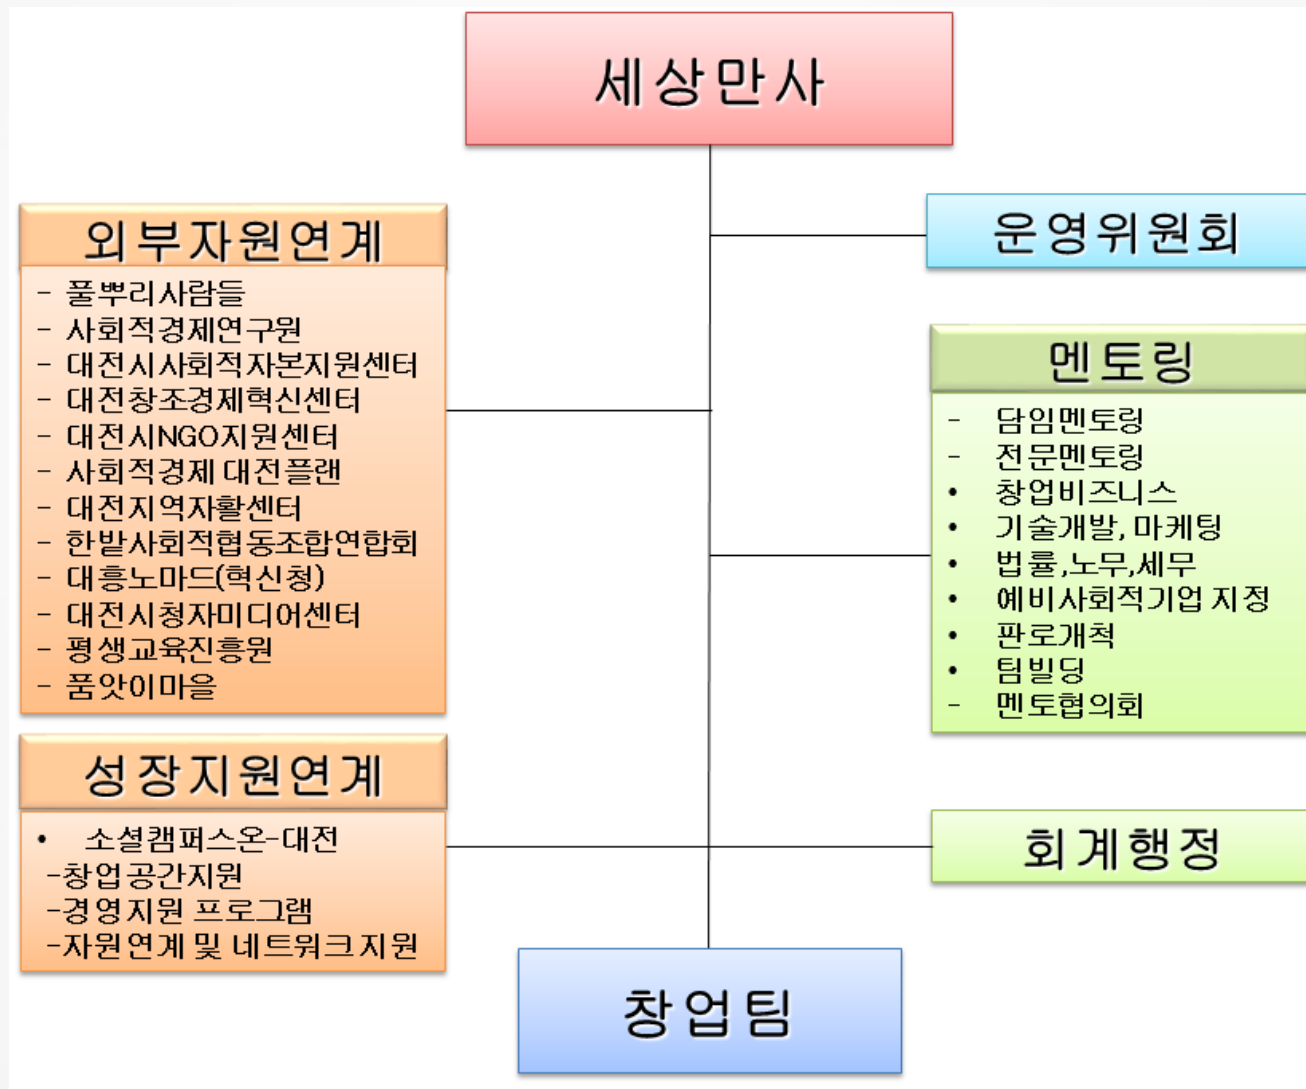 세상만사
운영위원회
외부자원연계
- 풀뿌리사람들
- 사회적경제연구원
- 대전시사회적자본지원센터
- 대전창조경제혁신센터
- 대전시NGO지원센터
- 사회적경제 대전플랜
- 대전지역자활센터
- 한밭사회적협동조합연합회
- 대흥노마드(혁신청)
- 대전시청자미디어센터
- 평생교육진흥원
- 품앗이마을
멘토링
- 담임멘토링
- 전문멘토링
• 창업비즈니스
• 기술개발, 마케팅
• 법률,노무,세무
• 예비사회적기업 지정
• 판로개척
• 팀빌딩
- 멘토협의회
성장지원연계
• 소셜캠퍼스온-대전
-창업공간지원
-경영지원 프로그램
-자원연계 및 네트워크 지원
회계행정
창업팀